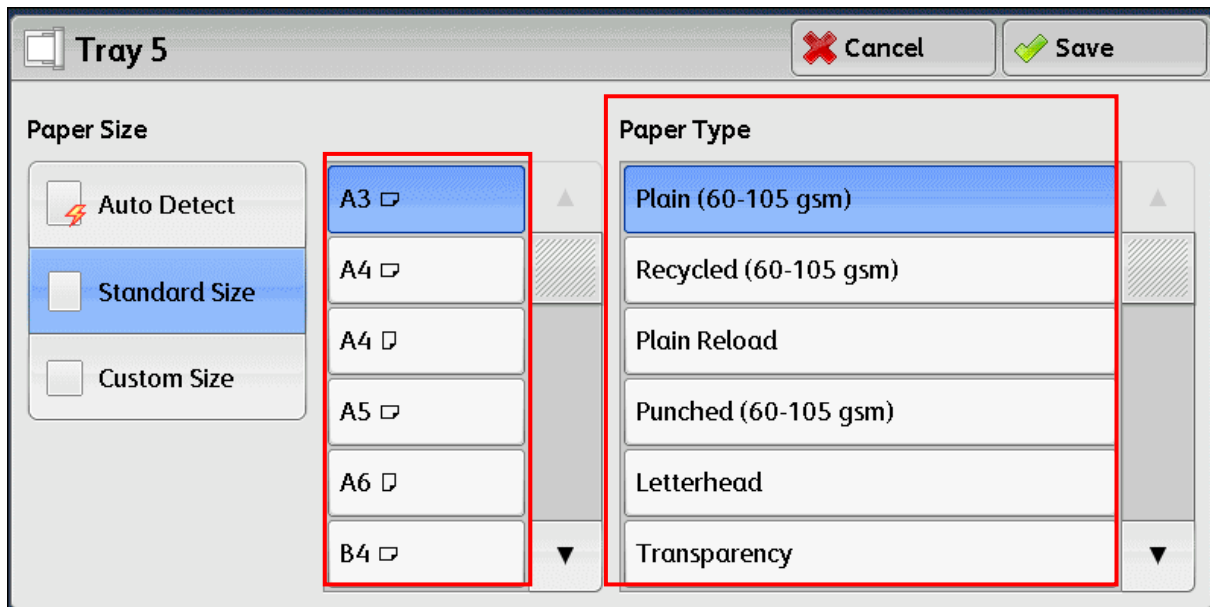 Tray 5
Cancel
Save
Paper Size
Paper Type
Auto Detect
Standard Size
Custom Size
A3
A4
A4
A5
A6
B4
Plain (60-105 gsm)
Recycled (60-105 gsm)
Plain Reload
Punched (60-105 gsm)
Letterhead
Transparency